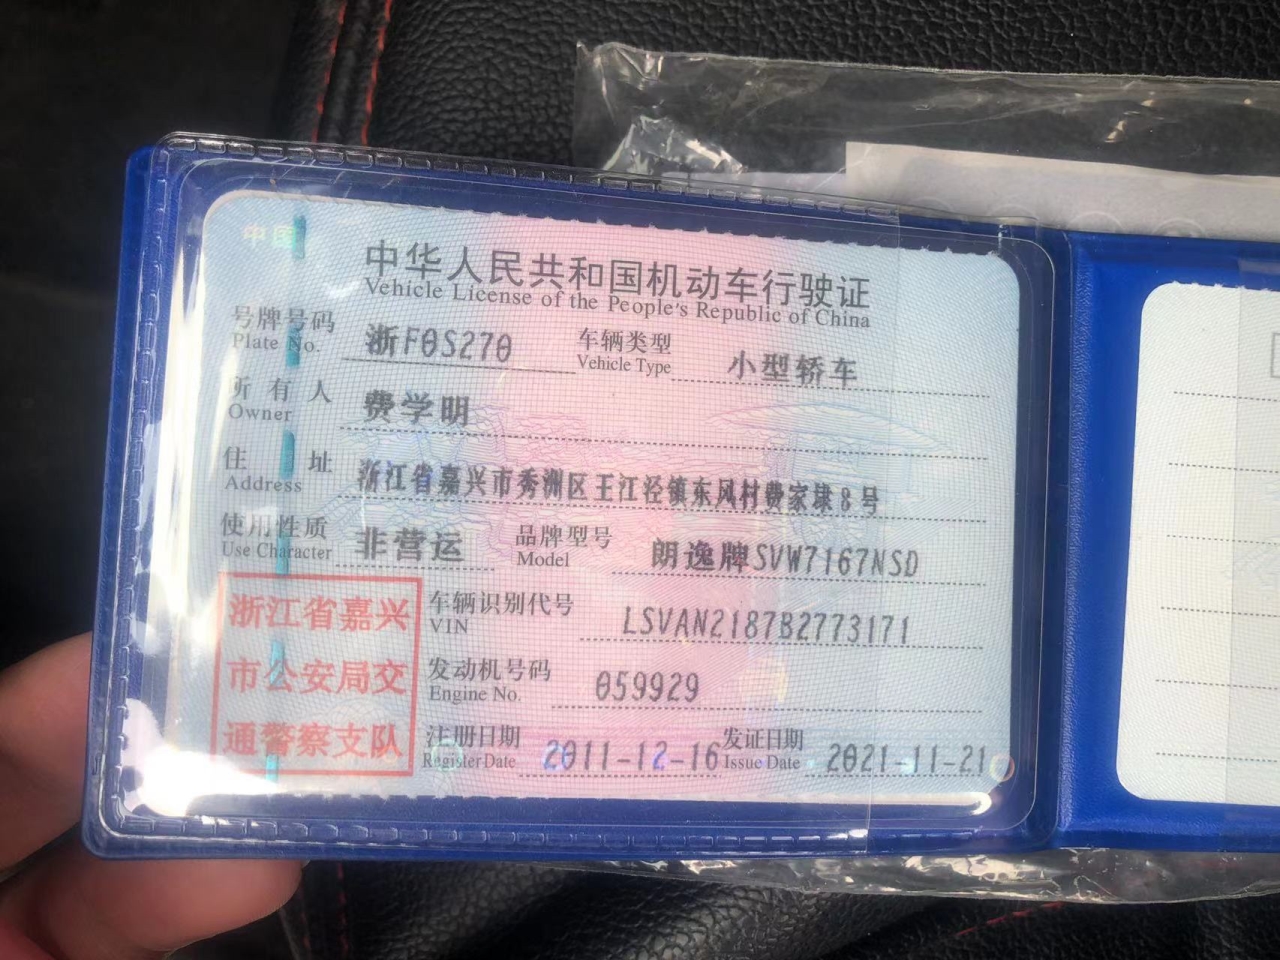 中国
中华人民共和国机动车行驶证
Vehicle License of the People's Republic of China
号牌号码 浙F0S270 车辆类型 小型轿车
Plate No. Vehicle Type
所有人 费学明
Owner
住址 浙江省嘉兴市秀洲区王江泾镇东风村费家埭8号
Address
使用性质 非营运 品牌型号 朗逸牌SVW7167NSD
Use Character Model
浙江省嘉兴
市公安局交
通警察支队
车辆识别代号 LSVAN2187B2773171
VIN
发动机号码 059929
Engine No.
注册日期 2011-12-16 发证日期 2021-11-21
Register Date Issue Date